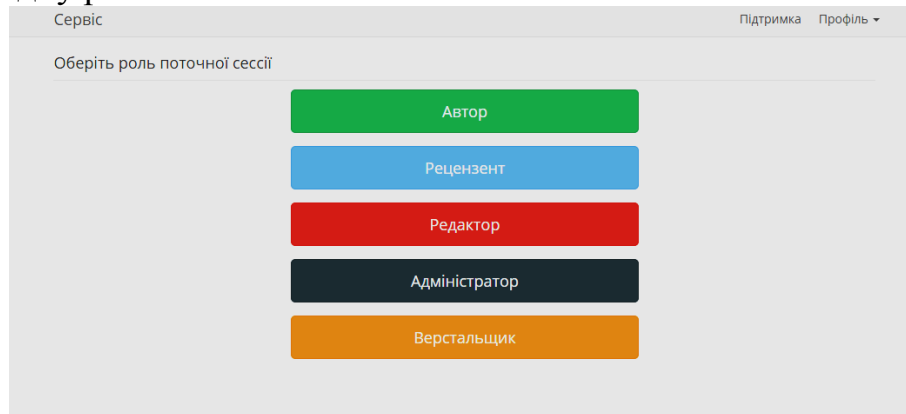 Сервіс Підтримка Профіль
Оберіть роль поточної сессії
Автор
Рецензент
Редактор
Адміністратор
Верстальщик